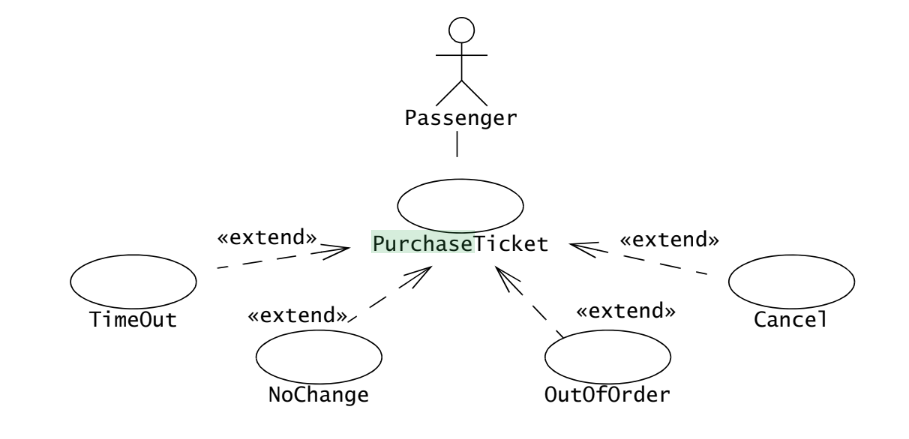 Passenger
«extend»
PurchaseTicket
«extend»
TimeOut
«extend»
«extend»
Cancel
NoChange
OutOfOrder